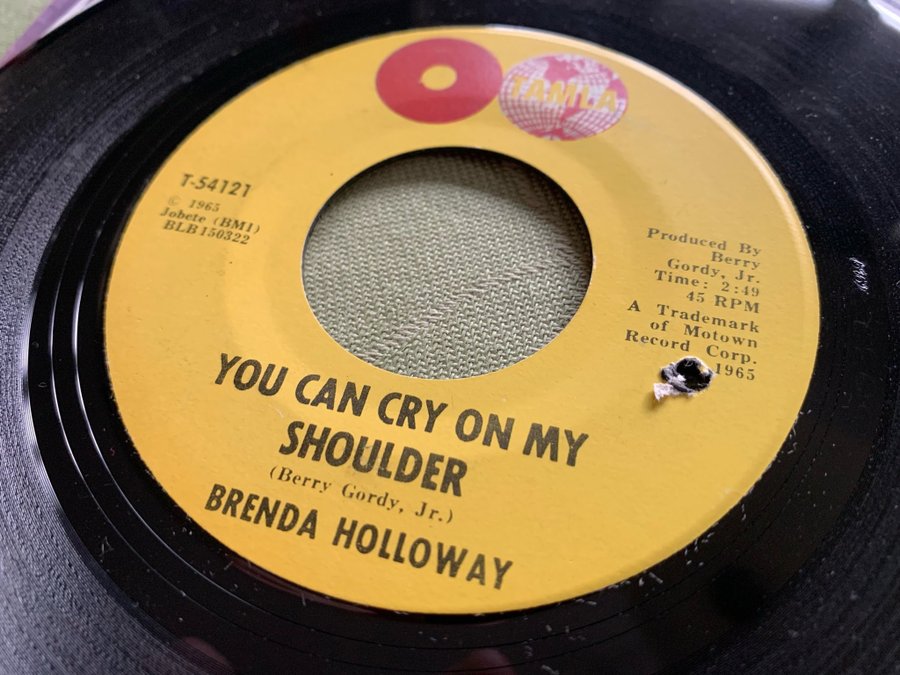 TAMLA
T-54121
© 1965
Jobete (BMI)
BLB150322
Produced By
Berry
Gordy, Jr.
Time: 2:49
45 RPM
A Trademark
of Motown
Record Corp.
1965
YOU CAN CRY ON MY
SHOULDER
(Berry Gordy, Jr.)
BRENDA HOLLOWAY